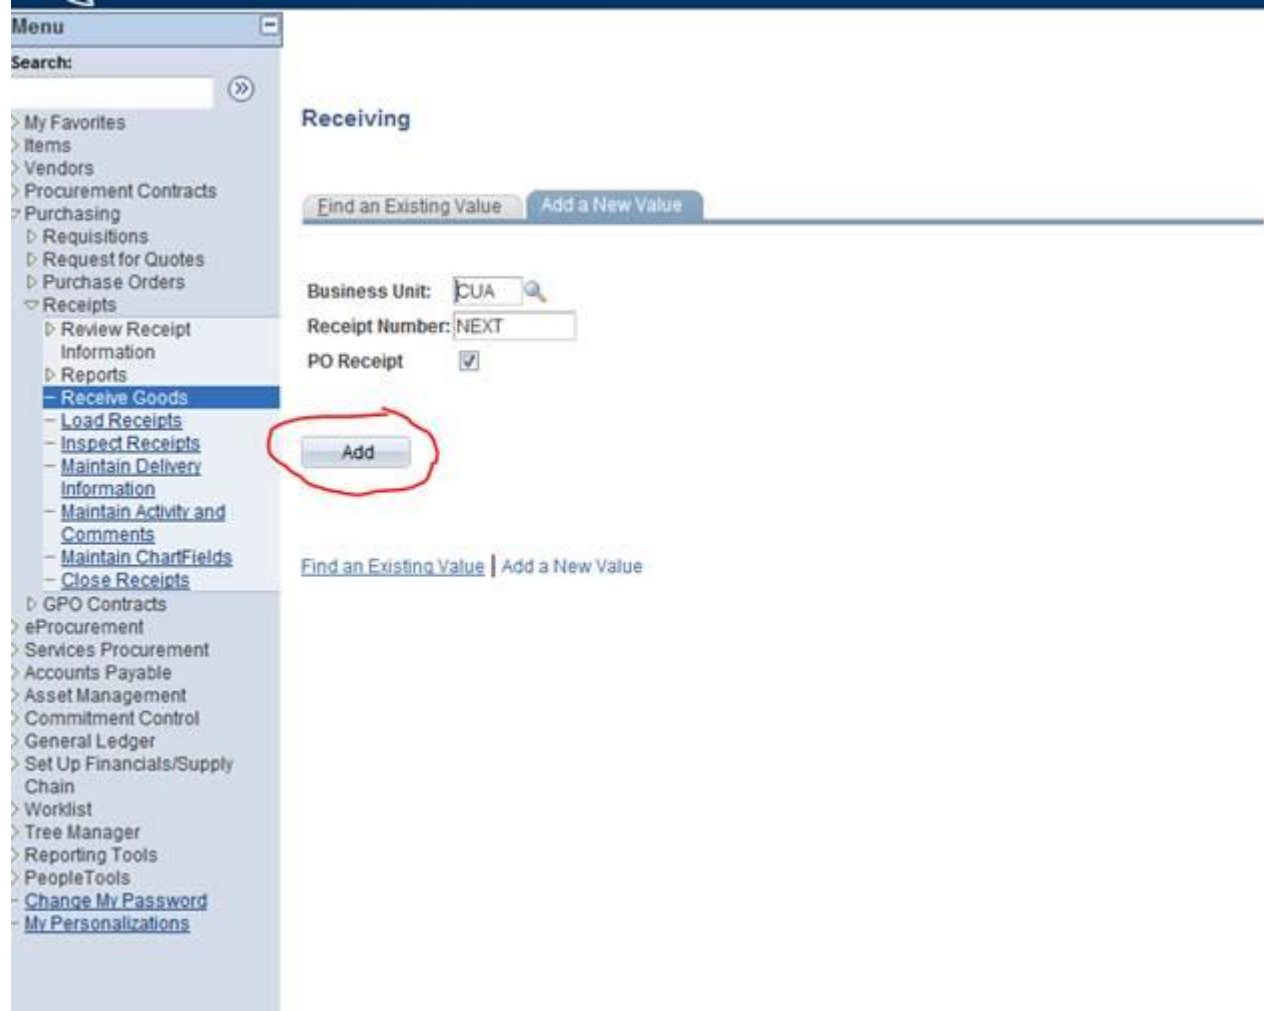 Menu
Search:
My Favorites
Items
Vendors
Procurement Contracts
Purchasing
Requisitions
Request for Quotes
Purchase Orders
Receipts
Review Receipt
Information
Reports
Receive Goods
Load Receipts
Inspect Receipts
Maintain Delivery
Information
Maintain Activity and
Comments
Maintain ChartFields
Close Receipts
GPO Contracts
eProcurement
Services Procurement
Accounts Payable
Asset Management
Commitment Control
General Ledger
Set Up Financials/Supply
Chain
Worklist
Tree Manager
Reporting Tools
PeopleTools
Change My Password
My Personalizations
Receiving
Find an Existing Value Add a New Value
Business Unit: CUA
Receipt Number: NEXT
PO Receipt
Add
Find an Existing Value | Add a New Value